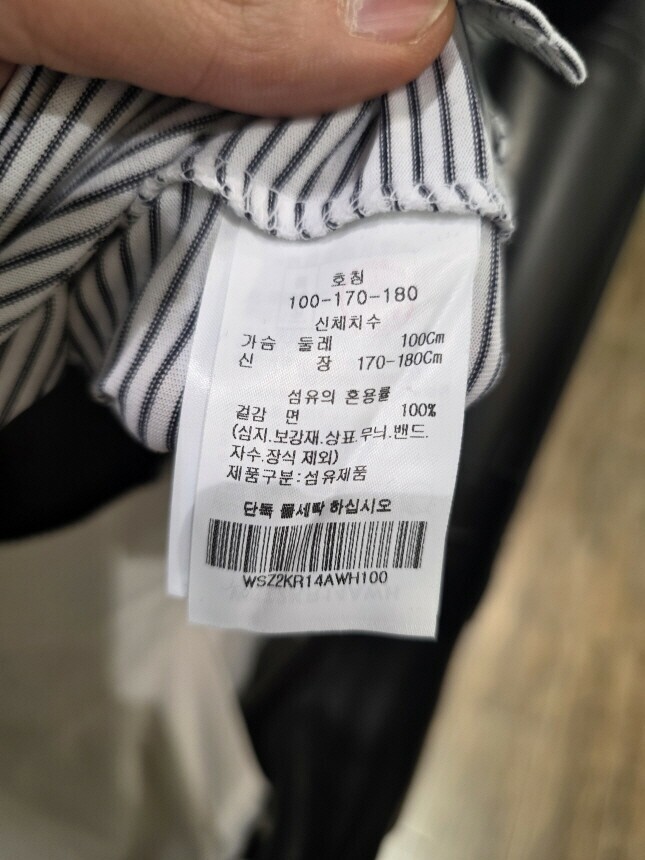 호칭
100-170-180
신체치수
가슴 둘레 100Cm
신 장 170-180Cm
섬유의 혼용률
겉감 면 100%
(심지.보강재.상표.무늬.밴드.
자수.장식 제외)
제품구분:섬유제품
단독 물세탁 하십시오
WSZ2KR14AWH100